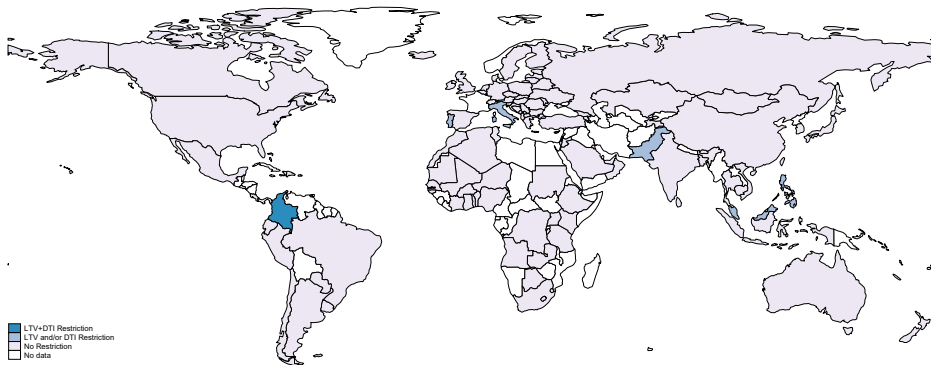 LTV+DTI Restriction
LTV and/or DTI Restriction
No Restriction
No data